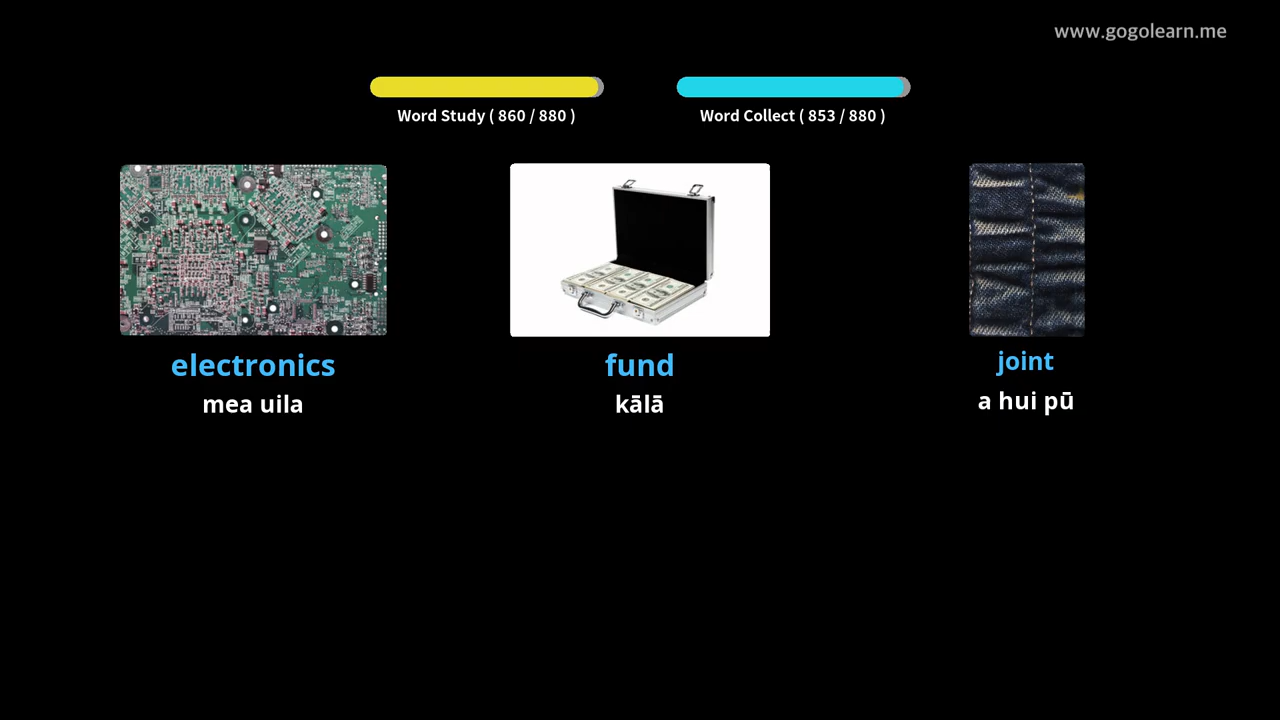 www.gogolearn.me
Word Study ( 860 / 880 )
Word Collect ( 853 / 880 )
electronics
mea uila
fund
kālā
joint
a hui pū